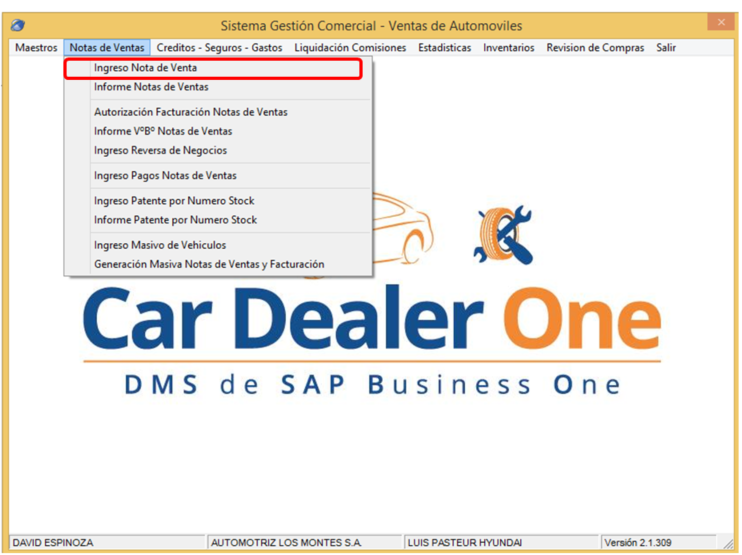 Sistema Gestión Comercial - Ventas de Automoviles
Maestros Notas de Ventas Creditos - Seguros - Gastos Liquidación Comisiones Estadisticas Inventarios Revision de Compras Salir
Ingreso Nota de Venta
Informe Notas de Ventas
Autorización Facturación Notas de Ventas
Informe VºBº Notas de Ventas
Ingreso Reversa de Negocios
Ingreso Pagos Notas de Ventas
Ingreso Patente por Numero Stock
Informe Patente por Numero Stock
Ingreso Masivo de Vehiculos
Generación Masiva Notas de Ventas y Facturación
Car Dealer One
DMS de SAP Business One
DAVID ESPINOZA AUTOMOTRIZ LOS MONTES S.A. LUIS PASTEUR HYUNDAI Versión 2.1.309